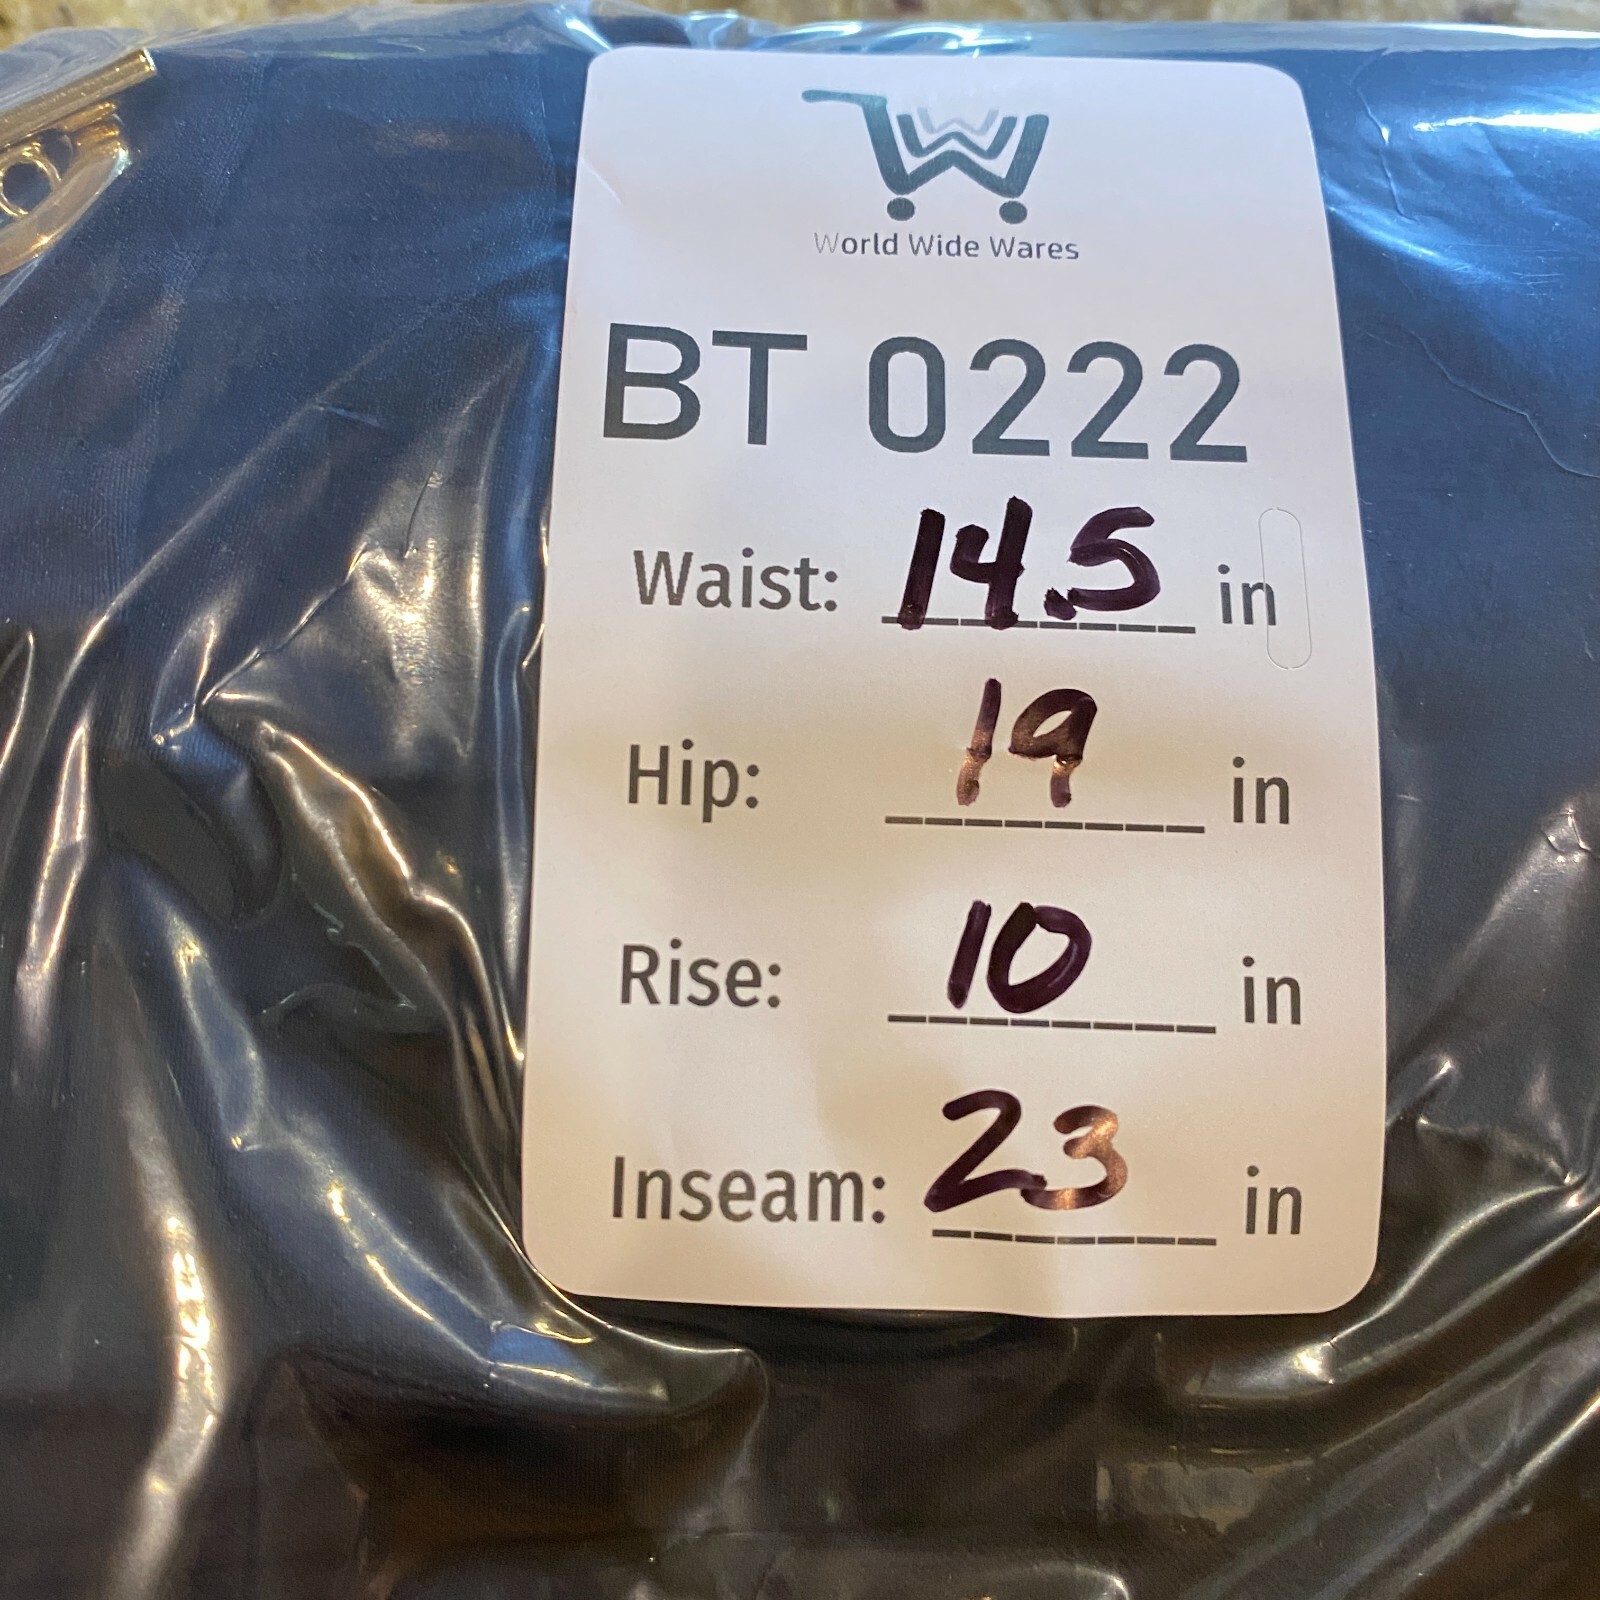 World Wide Wares
BT 0222
Waist: 14.5 in
Hip: 19 in
Rise: 10 in
Inseam: 23 in